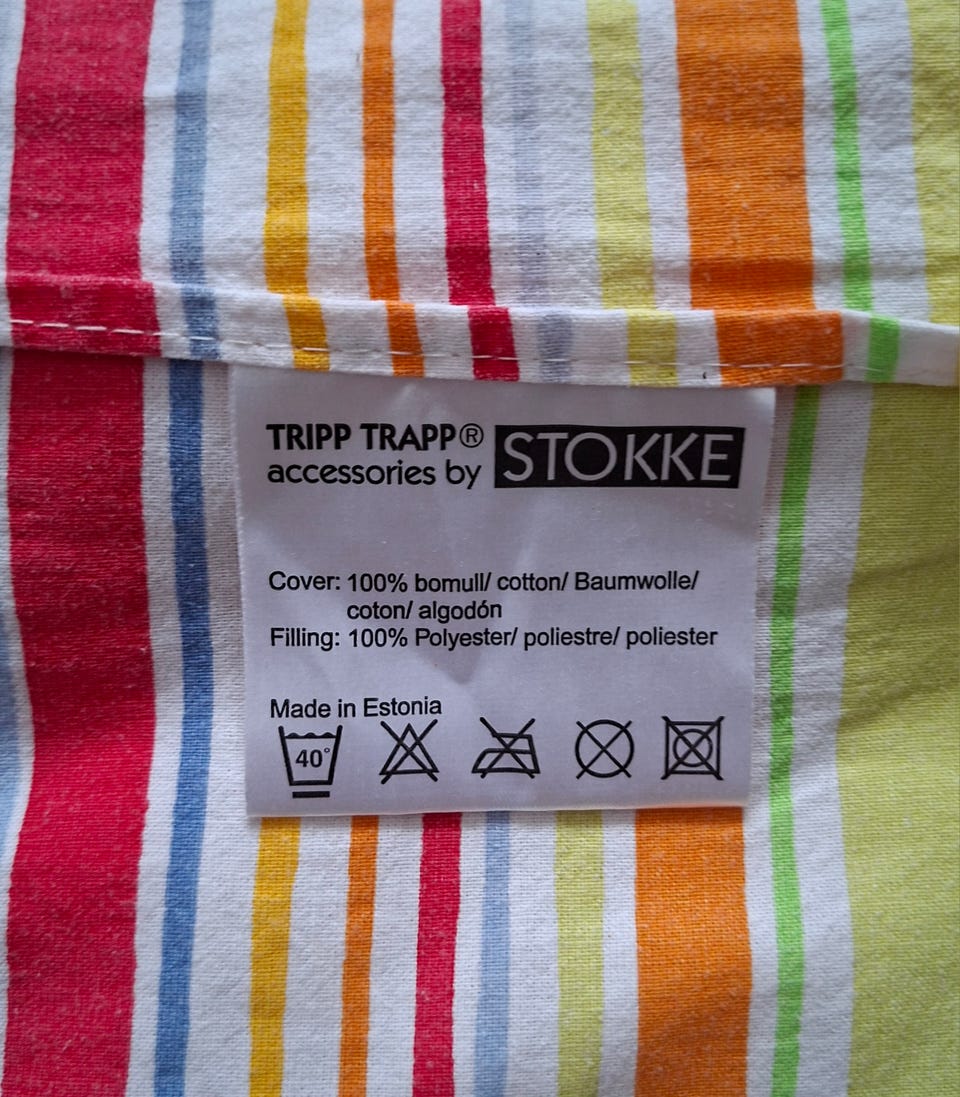 TRIPP TRAPP®
accessories by STOKKE
Cover: 100% bomull/ cotton/ Baumwolle/
coton/ algodón
Filling: 100% Polyester/ poliestre/ poliester
Made in Estonia
40°